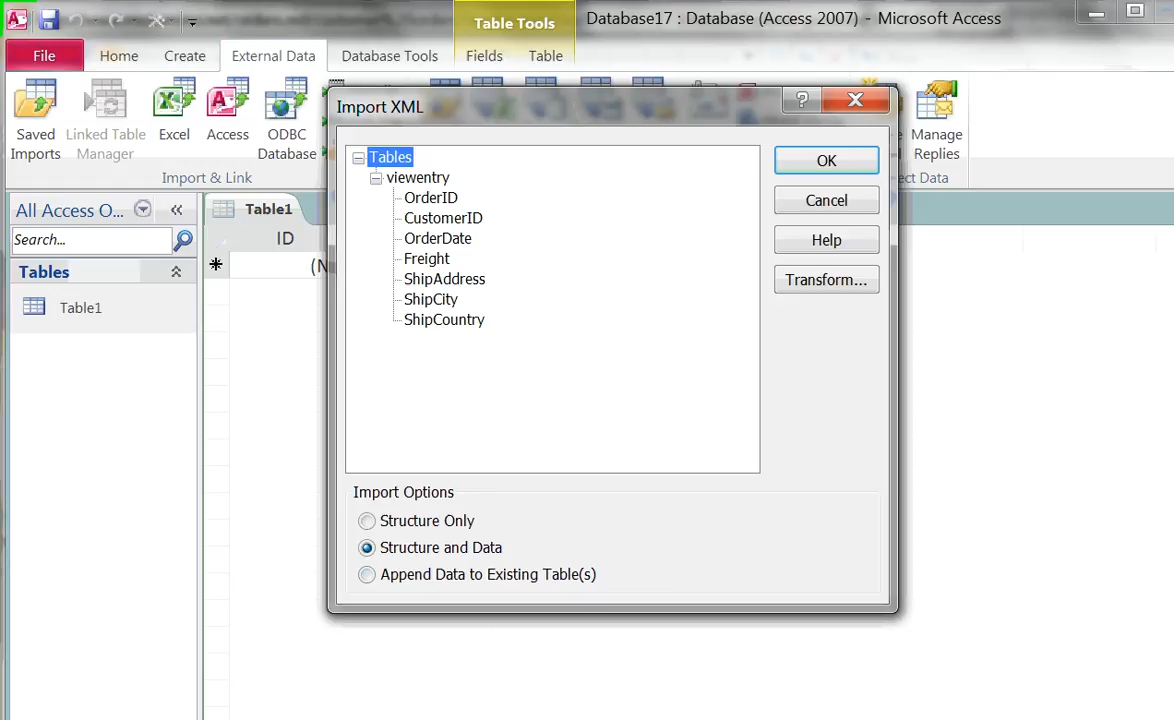 Table Tools
Database17 : Database (Access 2007) - Microsoft Access
File Home Create External Data Database Tools Fields Table
Saved Imports
Linked Table Manager
Excel
Access
ODBC Database
Import & Link
Manage Replies
ect Data
All Access O...
Search...
Tables
Table1
Table1
ID
(N
Import XML
Tables
viewentry
OrderID
CustomerID
OrderDate
Freight
ShipAddress
ShipCity
ShipCountry
OK
Cancel
Help
Transform...
Import Options
Structure Only
Structure and Data
Append Data to Existing Table(s)